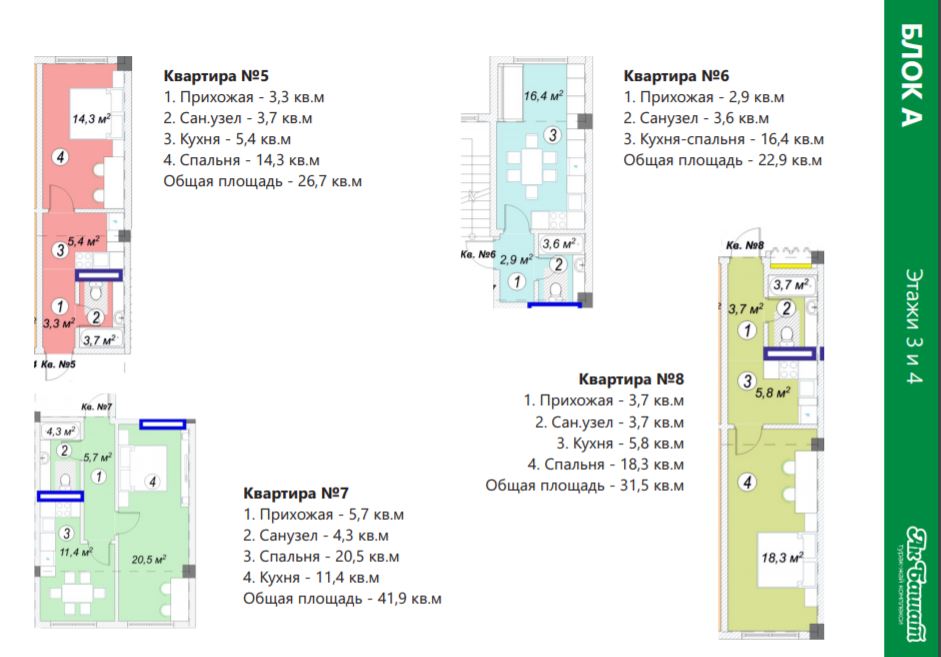 Квартира №5
1. Прихожая - 3,3 кв.м
2. Сан.узел - 3,7 кв.м
3. Кухня - 5,4 кв.м
4. Спальня - 14,3 кв.м
Общая площадь - 26,7 кв.м
14,3 м²
4
5,4 м²
3
1
2
3,3 м²
3,7 м²
Кв. №5
Квартира №6
1. Прихожая - 2,9 кв.м
2. Санузел - 3,6 кв.м
3. Кухня-спальня - 16,4 кв.м
Общая площадь - 22,9 кв.м
16,4 м²
3
3,6 м²
Кв. №6
2,9 м²
2
1
Кв. №7
4,3 м²
2
5,7 м²
1
4
3
11,4 м²
20,5 м²
Квартира №7
1. Прихожая - 5,7 кв.м
2. Санузел - 4,3 кв.м
3. Спальня - 20,5 кв.м
4. Кухня - 11,4 кв.м
Общая площадь - 41,9 кв.м
Квартира №8
1. Прихожая - 3,7 кв.м
2. Сан.узел - 3,7 кв.м
3. Кухня - 5,8 кв.м
4. Спальня - 18,3 кв.м
Общая площадь - 31,5 кв.м
Кв. №8
3,7 м²
3,7 м²
2
1
3
5,8 м²
4
18,3 м²
БЛОК А
Этажи 3 и 4
Ак-Башат
турак-жай комплекси